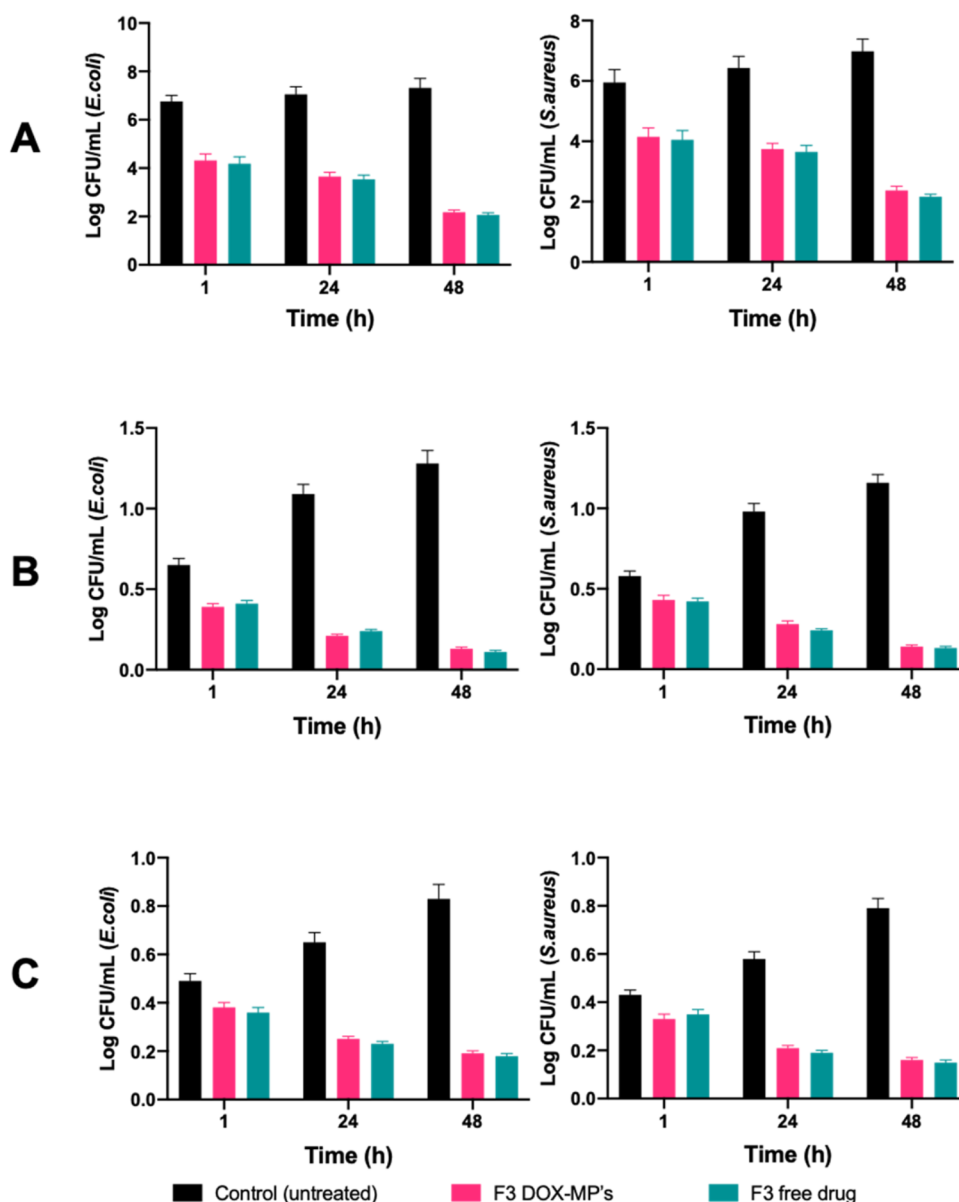 A
Log CFU/mL (E.coli)
10
8
6
4
2
0
1 24 48
Time (h)
Log CFU/mL (S.aureus)
8
6
4
2
0
1 24 48
Time (h)
B
Log CFU/mL (E.coli)
1.5
1.0
0.5
0.0
1 24 48
Time (h)
Log CFU/mL (S.aureus)
1.5
1.0
0.5
0.0
1 24 48
Time (h)
C
Log CFU/mL (E.coli)
1.0
0.8
0.6
0.4
0.2
0.0
1 24 48
Time (h)
Log CFU/mL (S.aureus)
1.0
0.8
0.6
0.4
0.2
0.0
1 24 48
Time (h)
Control (untreated) F3 DOX-MP's F3 free drug